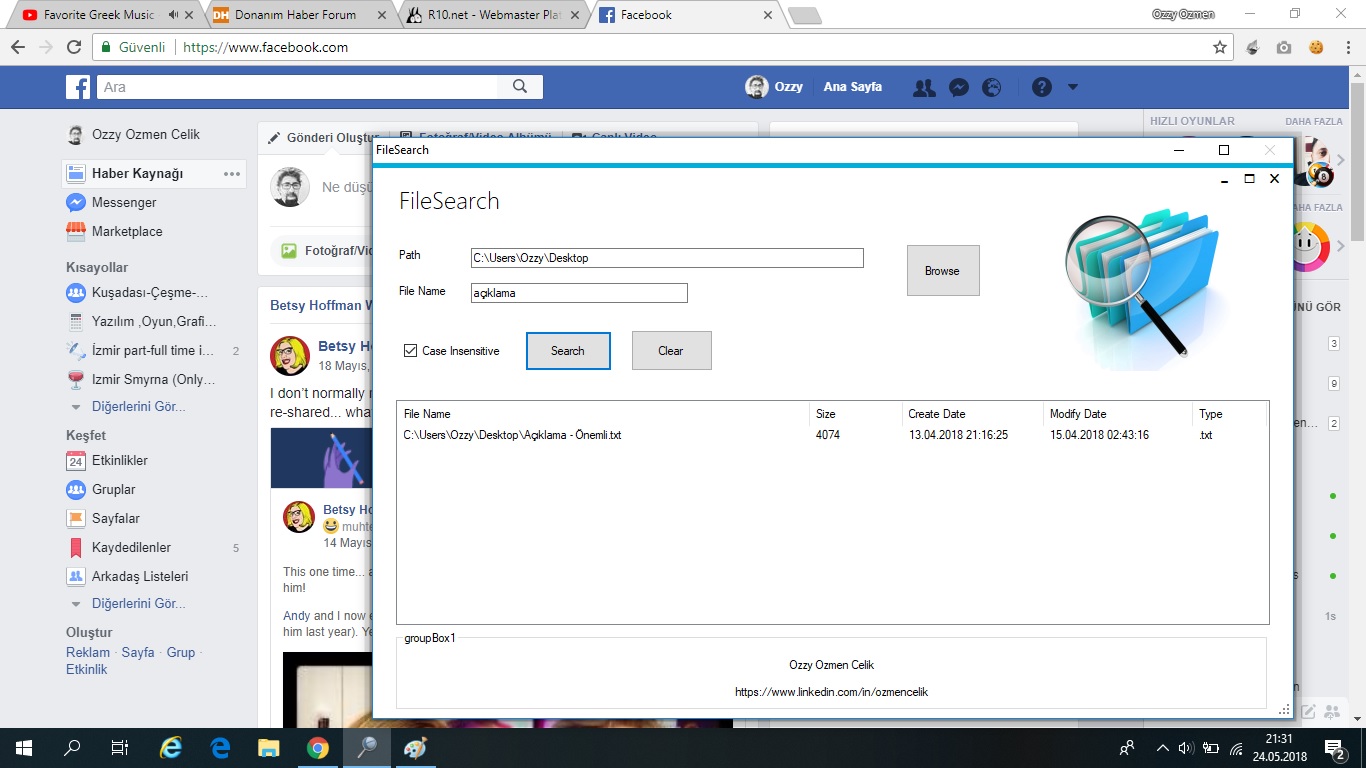 Favorite Greek Music
Donanım Haber Forum
R10.net - Webmaster Plat
Facebook
Ozzy Ozmen
Güvenli
https://www.facebook.com
Ara
Ozzy
Ana Sayfa
Ozzy Ozmen Celik
Haber Kaynağı
Messenger
Marketplace
Kısayollar
Kuşadası-Çeşme-...
Yazılım ,Oyun,Grafi...
İzmir part-full time i... 2
Izmir Smyrna (Only...
Diğerlerini Gör...
Keşfet
24 Etkinlikler
Gruplar
Sayfalar
Kaydedilenler 5
Arkadaş Listeleri
Diğerlerini Gör...
Oluştur
Reklam · Sayfa · Grup ·
Etkinlik
Gönderi Oluştur
Fotoğraf/Video Albümü
Canlı Video
Ne düşü
Fotoğraf/Vid
Betsy Hoffman W
Betsy H
18 Mayıs,
I don't normally
re-shared... wha
Betsy Ho
muhte
14 Mayıs
This one time... a
him!
Andy and I now e
him last year). Ye
FileSearch
FileSearch
Path
C:\Users\Ozzy\Desktop
Browse
File Name
açıklama
Case Insensitive
Search
Clear
File Name Size Create Date Modify Date Type
C:\Users\Ozzy\Desktop\Açıklama - Önemli.txt 4074 13.04.2018 21:16:25 15.04.2018 02:43:16 .txt
groupBox1
Ozzy Ozmen Celik
https://www.linkedin.com/in/ozmencelik
HIZLI OYUNLAR
DAHA FAZLA
8
DAHA FAZLA
GÖR
3
9
2
1s
21:31
24.05.2018
2